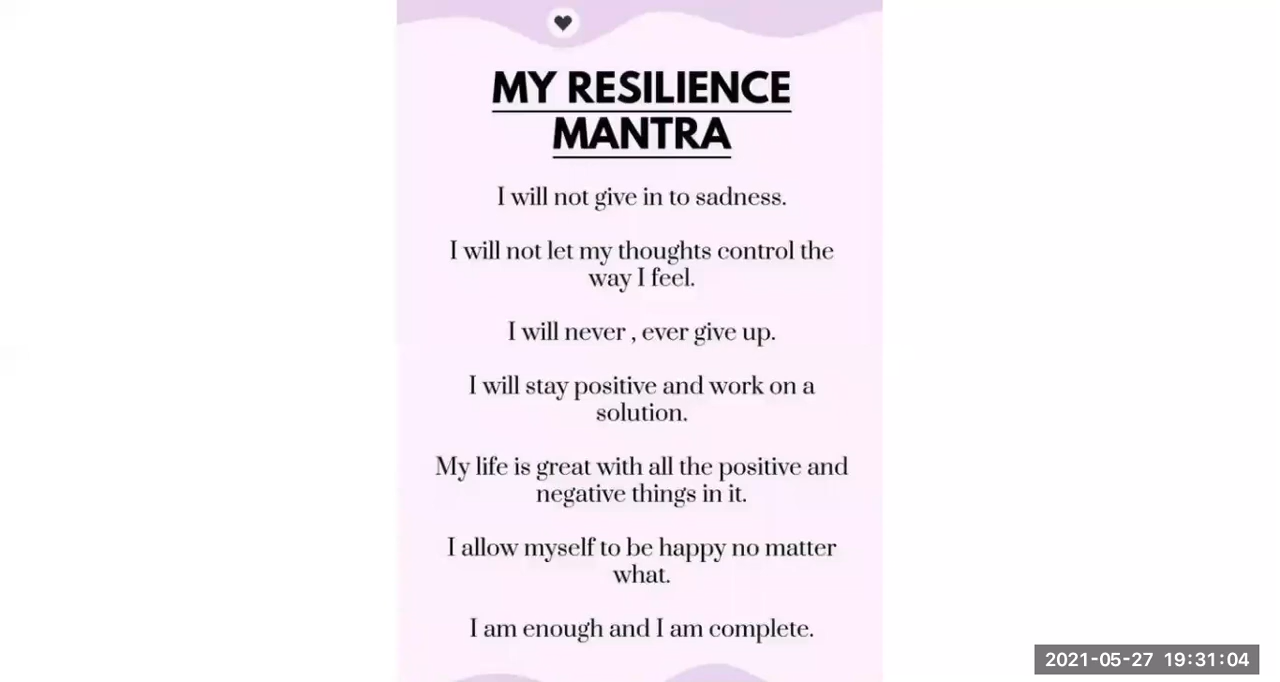 MY RESILIENCE
MANTRA
I will not give in to sadness.
I will not let my thoughts control the
way I feel.
I will never , ever give up.
I will stay positive and work on a
solution.
My life is great with all the positive and
negative things in it.
I allow myself to be happy no matter
what.
I am enough and I am complete.
2021-05-27 19:31:04